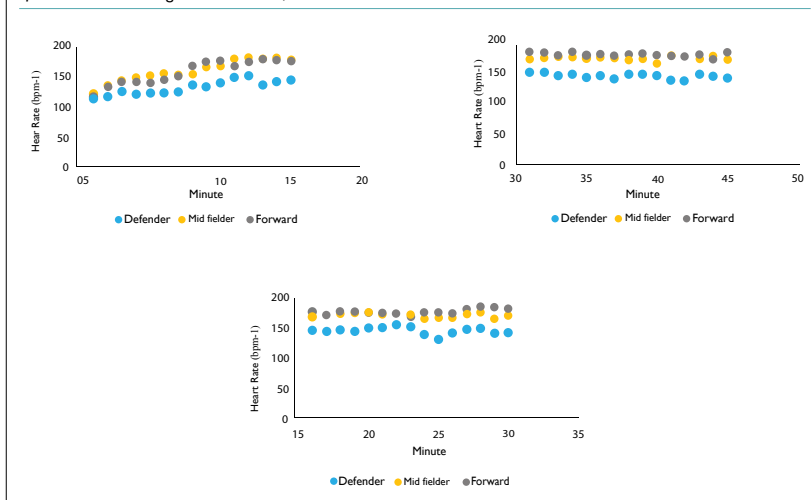 200
150
100
50
0
Hear Rate (bpm-1)
05 10 15 20
Minute
Defender Mid fielder Forward
200
150
100
50
0
Heart Rate (bpm-1)
30 35 40 45 50
Minute
Defender Mid fielder Forward
200
150
100
50
0
Heart Rate (bpm-1)
15 20 25 30 35
Minute
Defender Mid fielder Forward